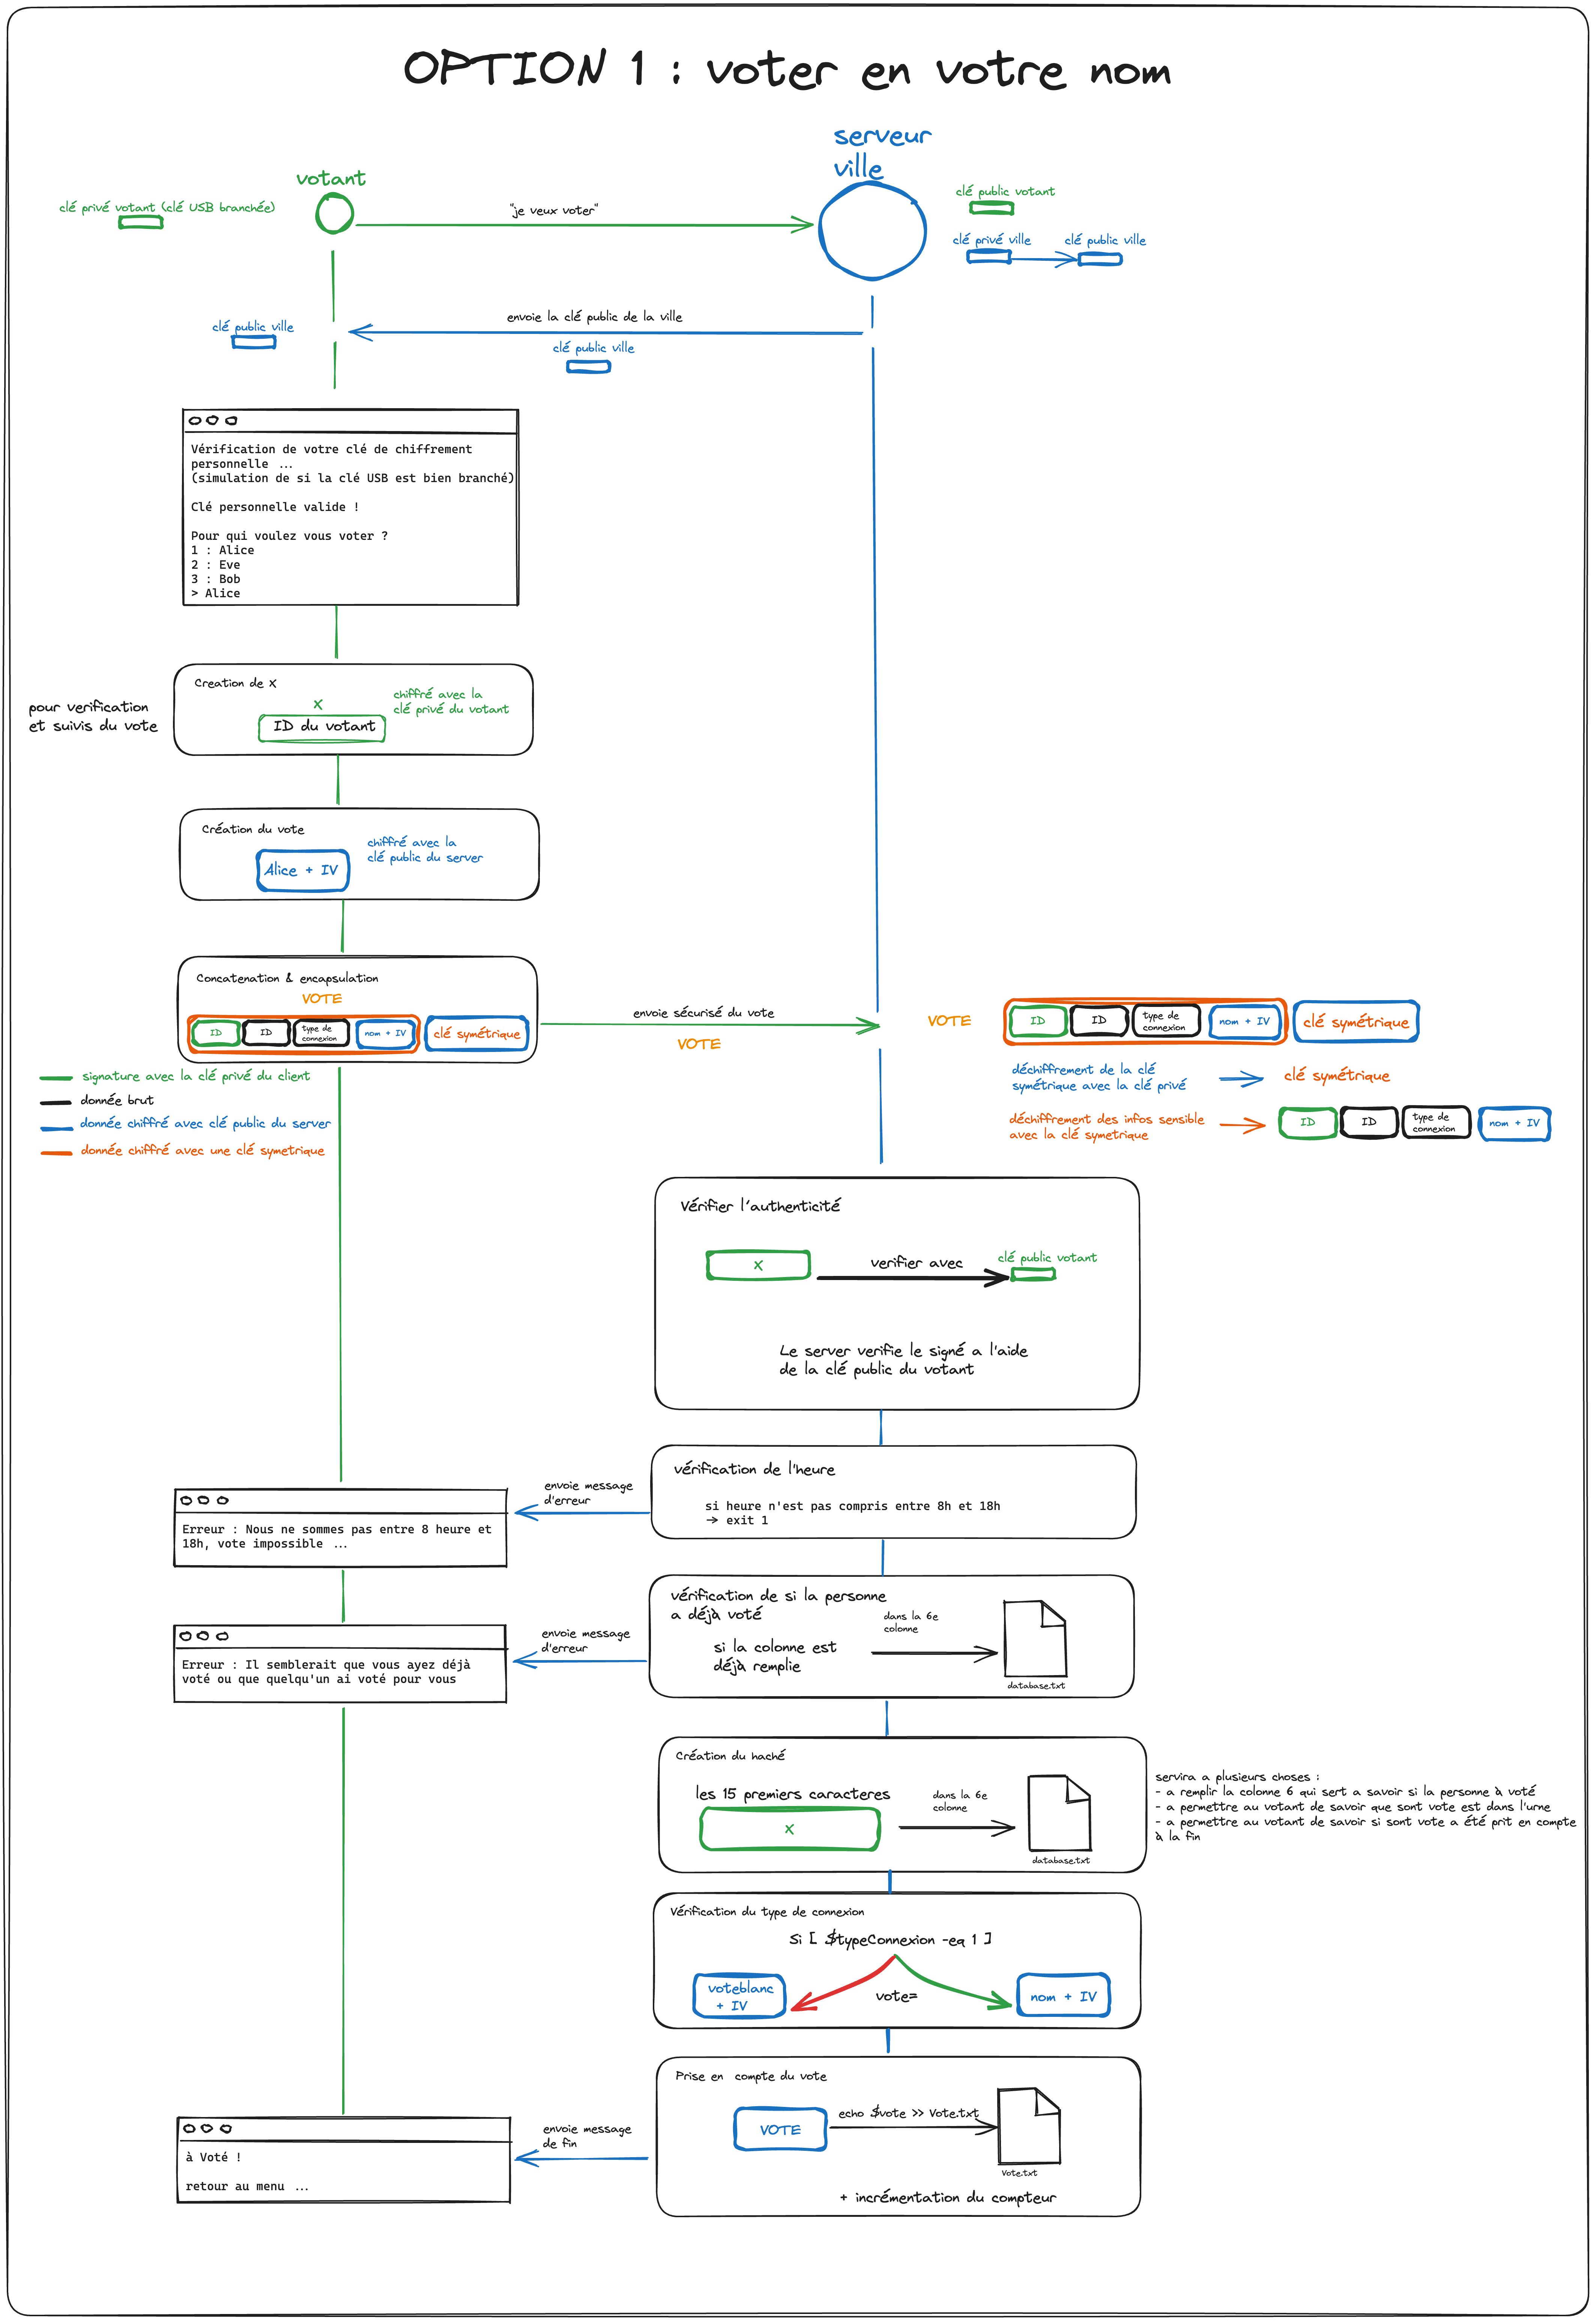 OPTION 1 : voter en votre nom
serveur
ville
votant
clé privé votant (clé USB branchée)
"je veux voter"
clé public votant
clé privé ville
clé public ville
envoie la clé public de la ville
clé public ville
clé public ville
Vérification de votre clé de chiffrement
personnelle ...
(simulation de si la clé USB est bien branché)
Clé personnelle valide !
Pour qui voulez vous voter ?
1 : Alice
2 : Eve
3 : Bob
> Alice
pour verification
et suivis du vote
Creation de x
x
ID du votant
chiffré avec la
clé privé du votant
Création du vote
Alice + IV
chiffré avec la
clé public du server
Concatenation & encapsulation
VOTE
ID
ID
type de
connexion
nom + IV
clé symétrique
envoie sécurisé du vote
VOTE
VOTE
ID
ID
type de
connexion
nom + IV
clé symétrique
signature avec la clé privé du client
donnée brut
donnée chiffré avec clé public du server
donnée chiffré avec une clé symetrique
déchiffrement de la clé
symétrique avec la clé privé
clé symétrique
déchiffrement des infos sensible
avec la clé symetrique
ID
ID
type de
connexion
nom + IV
Vérifier l'authenticité
x
verifier avec
clé public votant
Le server verifie le signé a l'aide
de la clé public du votant
vérification de l'heure
si heure n'est pas compris entre 8h et 18h
→ exit 1
envoie message
d'erreur
Erreur : Nous ne sommes pas entre 8 heure et
18h, vote impossible ...
vérification de si la personne
a déjà voté
si la colonne est
déjà remplie
dans la 6e
colonne
database.txt
envoie message
d'erreur
Erreur : Il semblerait que vous ayez déjà
voté ou que quelqu'un ai voté pour vous
Création du haché
les 15 premiers caracteres
x
dans la 6e
colonne
database.txt
servira a plusieurs choses :
- a remplir la colonne 6 qui sert a savoir si la personne à voté
- a permettre au votant de savoir que sont vote est dans l'urne
- a permettre au votant de savoir si sont vote a été prit en compte
à la fin
Vérification du type de connexion
Si [ $typeConnexion -eq 1 ]
voteblanc
+ IV
vote=
nom + IV
Prise en compte du vote
VOTE
echo $vote >> Vote.txt
Vote.txt
+ incrémentation du compteur
envoie message
de fin
à Voté !
retour au menu ...